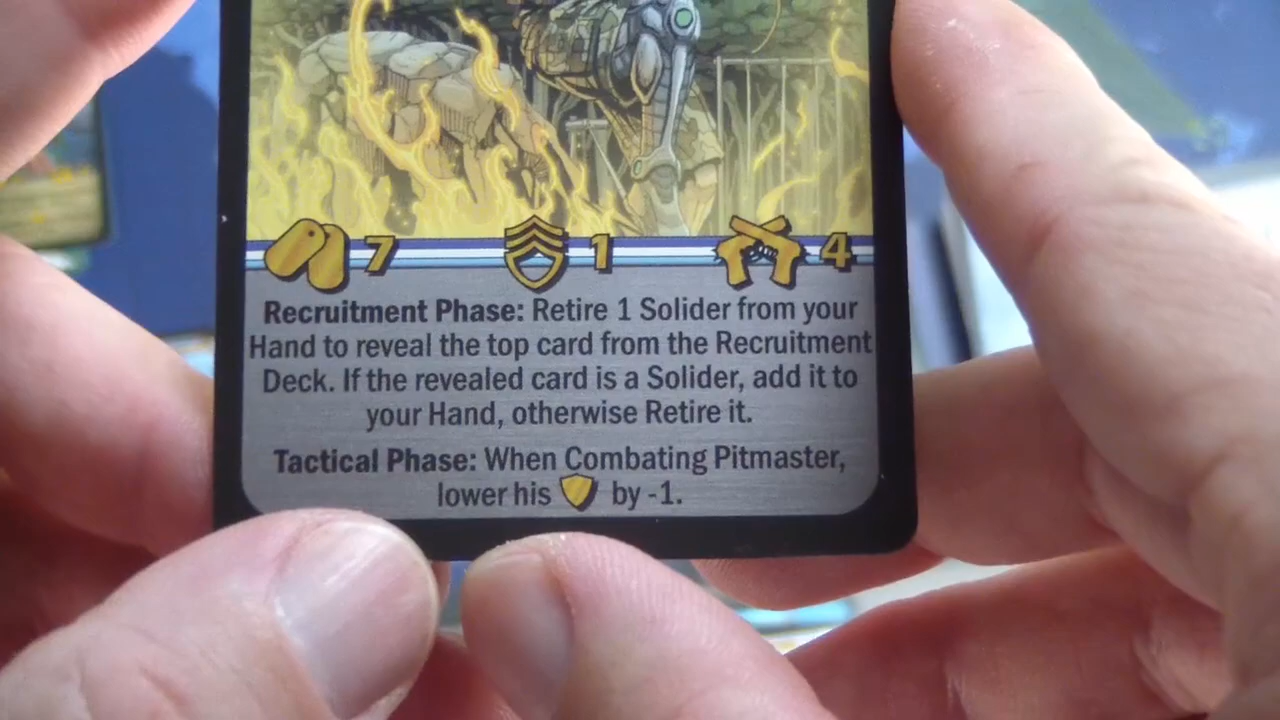 7 1 4
Recruitment Phase: Retire 1 Solider from your
Hand to reveal the top card from the Recruitment
Deck. If the revealed card is a Solider, add it to
your Hand, otherwise Retire it.
Tactical Phase: When Combating Pitmaster,
lower his by -1.